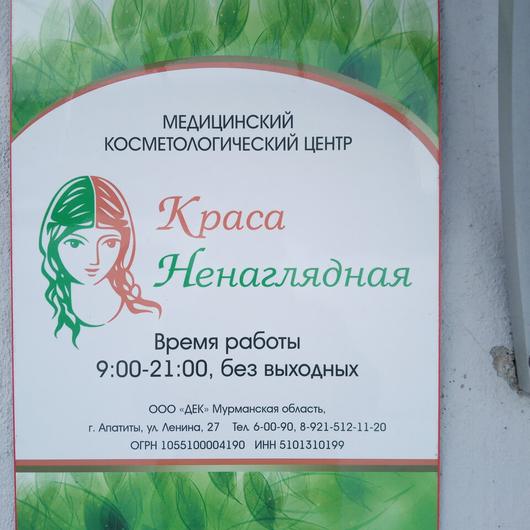 МЕДИЦИНСКИЙ
КОСМЕТОЛОГИЧЕСКИЙ ЦЕНТР
Краса
Ненаглядная
Время работы
9:00-21:00, без выходных
ООО «ДЕК» Мурманская область,
г. Апатиты, ул. Ленина, 27 Тел. 6-00-90, 8-921-512-11-20
ОГРН 1055100004190 ИНН 5101310199